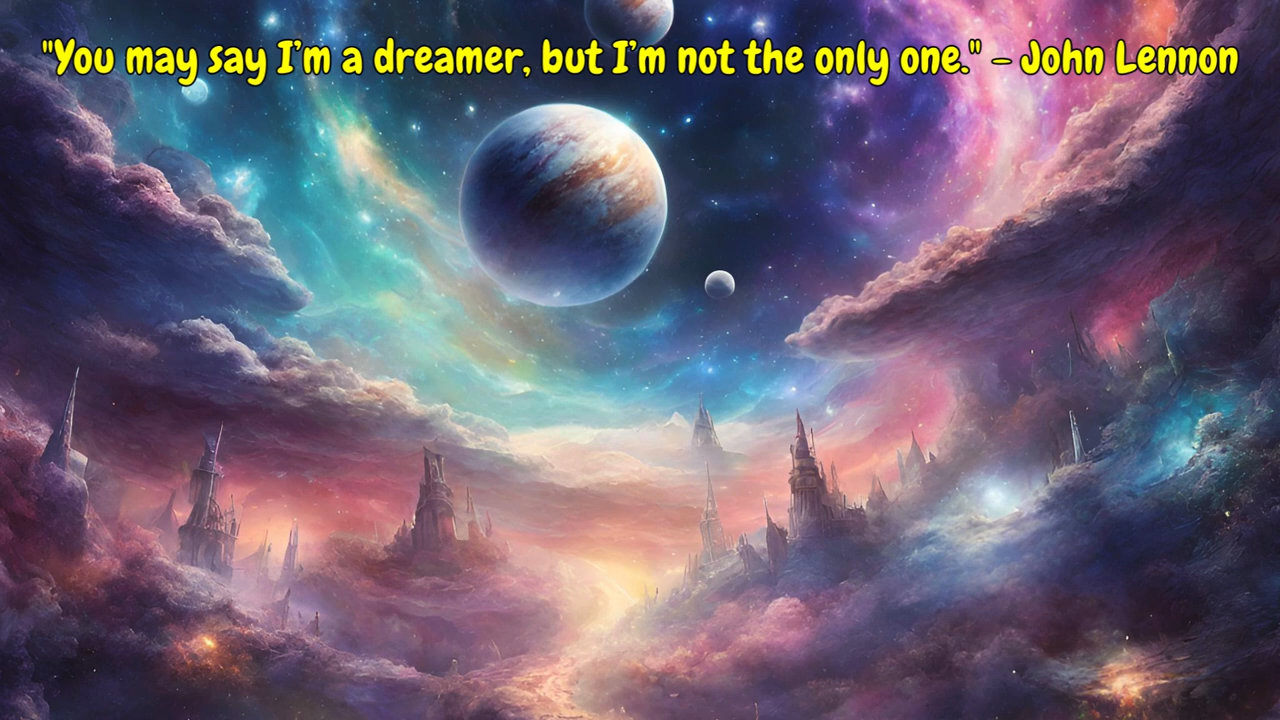 "You may say I'm a dreamer, but I'm not the only one." – John Lennon